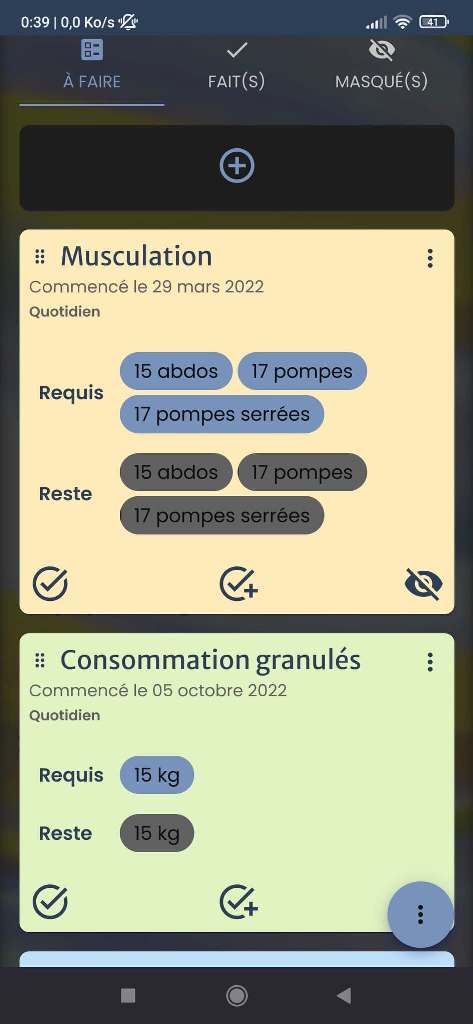 0:39 | 0,0 Ko/s 41
À FAIRE FAIT(S) MASQUÉ(S)
Musculation
Commencé le 29 mars 2022
Quotidien
Requis 15 abdos 17 pompes
17 pompes serrées
Reste 15 abdos 17 pompes
17 pompes serrées
Consommation granulés
Commencé le 05 octobre 2022
Quotidien
Requis 15 kg
Reste 15 kg